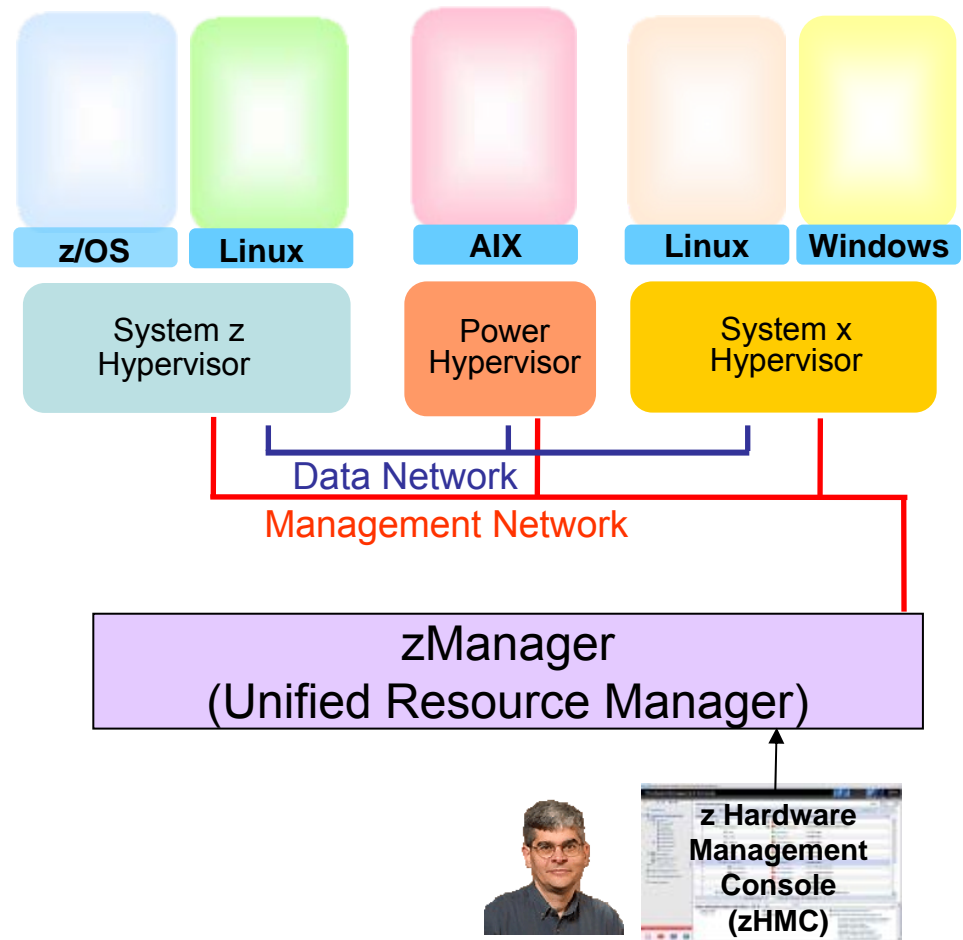 z/OS
Linux
AIX
Linux
Windows
System z
Hypervisor
Power
Hypervisor
System x
Hypervisor
Data Network
Management Network
zManager
(Unified Resource Manager)
z Hardware
Management
Console
(zHMC)